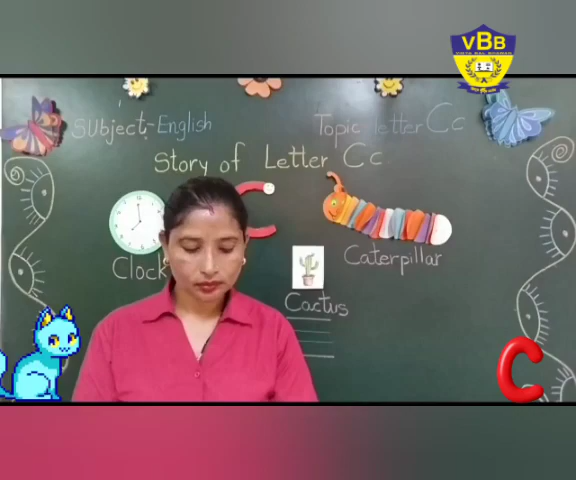 VBB
Subject:-English
Topic letter Cc
Story of Letter Cc
C
Clock
Caterpillar
Cactus
C